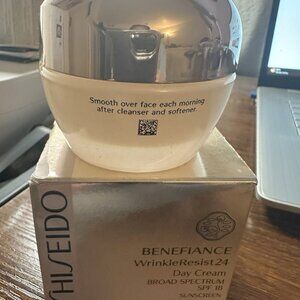 Smooth over face each morning
after cleanser and softener.
SHISEIDO
BENEFIANCE
WrinkleResist24
Day Cream
BROAD SPECTRUM
SPF 18
SUNSCREEN